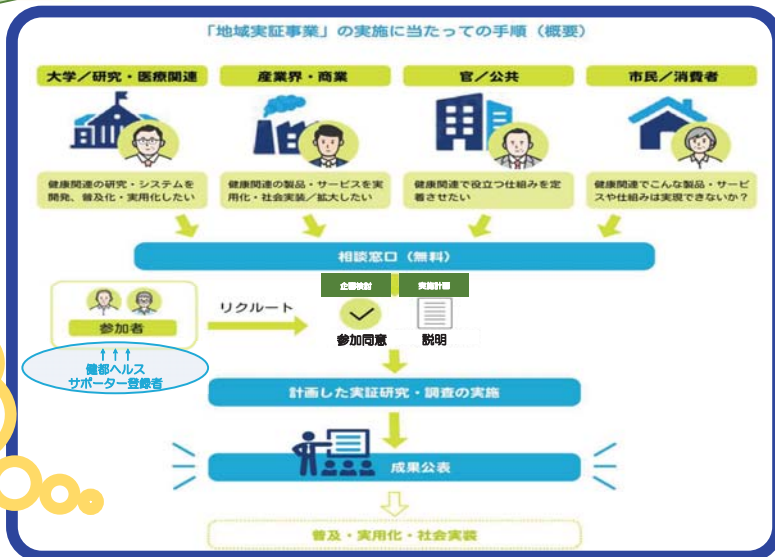 「地域実証事業」の実施に当たっての手順（概要）
大学／研究・医療関連
産業界・商業
官／公共
市民／消費者
健康関連の研究・システムを
開発、普及化・実用化したい
健康関連の製品・サービスを実
用化・社会実装／拡大したい
健康関連で役立つ仕組みを定
着させたい
健康関連でこんな製品・サービ
スや仕組みは実現できないか？
相談窓口（無料）
企画検討
実施計画
リクルート
参加者
参加同意
説明
↑↑↑
健都ヘルス
サポーター登録者
計画した実証研究・調査の実施
成果公表
普及・実用化・社会実装